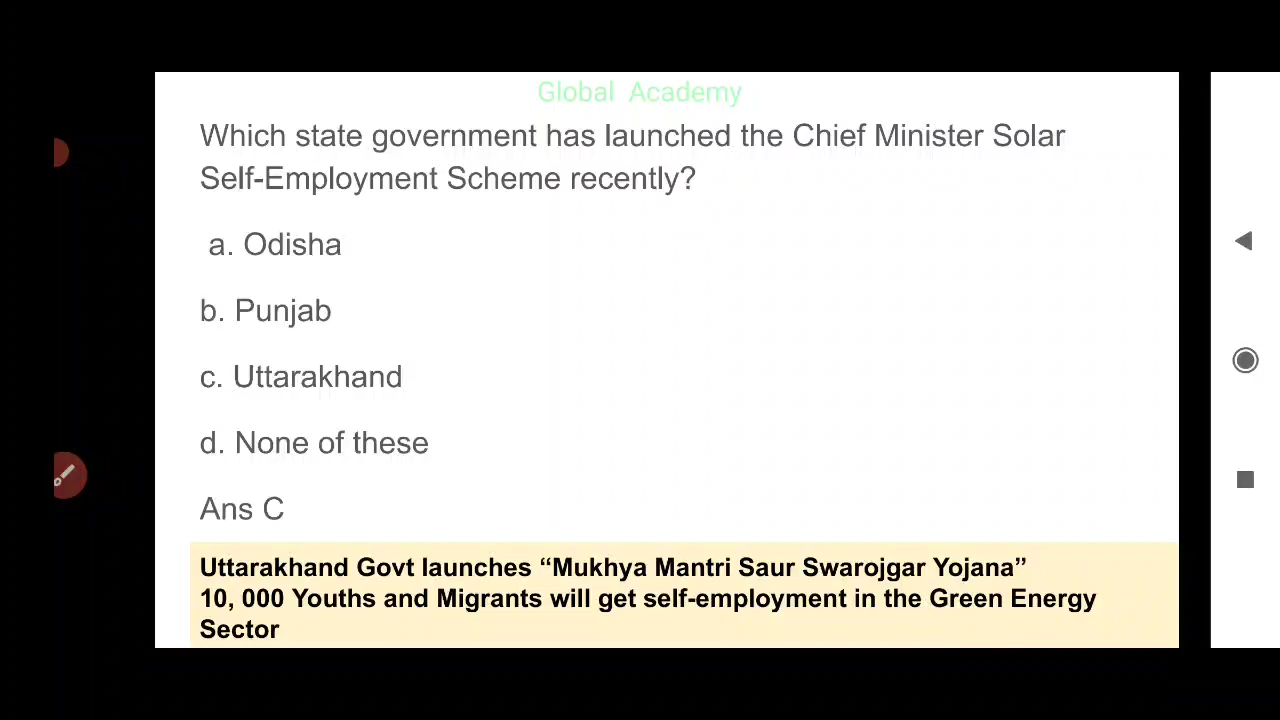 Global Academy
Which state government has launched the Chief Minister Solar
Self-Employment Scheme recently?
a. Odisha
b. Punjab
c. Uttarakhand
d. None of these
Ans C
Uttarakhand Govt launches “Mukhya Mantri Saur Swarojgar Yojana”
10, 000 Youths and Migrants will get self-employment in the Green Energy
Sector